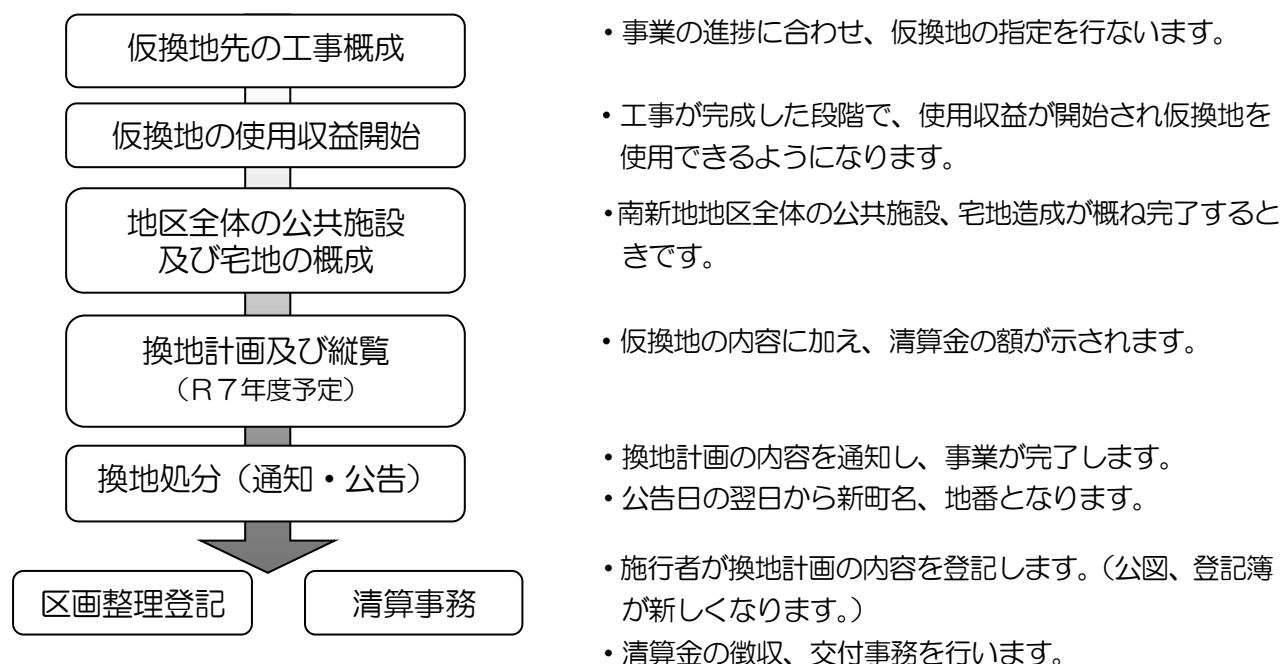 仮換地先の工事概成
・事業の進捗に合わせ、仮換地の指定を行ないます。
仮換地の使用収益開始
・工事が完成した段階で、使用収益が開始され仮換地を
使用できるようになります。
地区全体の公共施設
及び宅地の概成
・南新地地区全体の公共施設、宅地造成が概ね完了すると
きです。
換地計画及び縦覧
（R７年度予定）
・仮換地の内容に加え、清算金の額が示されます。
換地処分（通知・公告）
・換地計画の内容を通知し、事業が完了します。
・公告日の翌日から新町名、地番となります。
区画整理登記
清算事務
・施行者が換地計画の内容を登記します。（公図、登記簿
が新しくなります。）
・清算金の徴収、交付事務を行います。